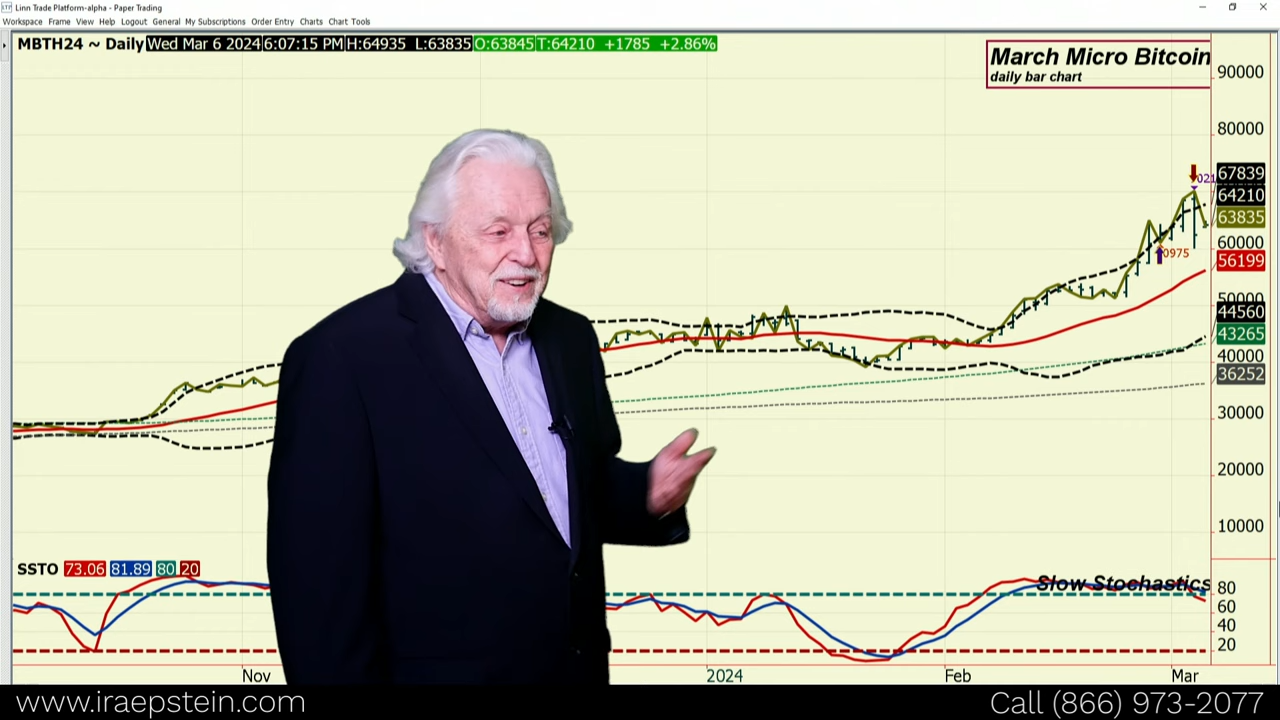 Linn Trade Platform-alpha - Paper Trading
Workspace Frame View Help Logout General My Subscriptions Order Entry Charts Chart Tools
MBTH24 ~ Daily Wed Mar 6 2024 6:07:15 PM H:64935 L:63835 O:63845 T:64210 +1785 +2.86%
March Micro Bitcoin
daily bar chart
90000
80000
67839
021
64210
63835
60000
0975
56199
50000
44560
43265
40000
36252
30000
20000
10000
SSTO 73.06 81.89 80 20
Slow Stochastics
80
60
40
20
Nov 2024 Feb Mar
www.iraepstein.com
Call (866) 973-2077